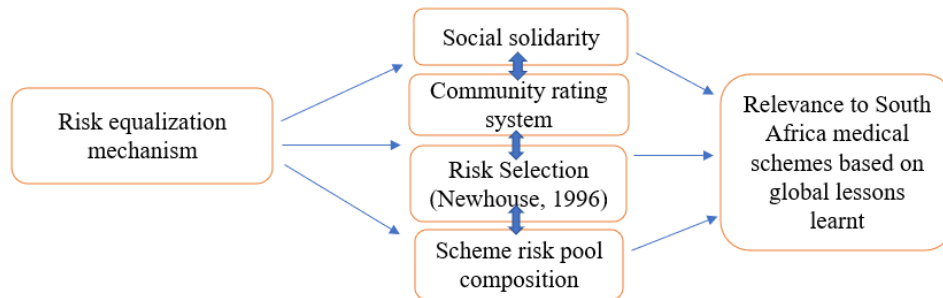 Risk equalization
mechanism
Social solidarity
Community rating
system
Risk Selection
(Newhouse, 1996)
Scheme risk pool
composition
Relevance to South
Africa medical
schemes based on
global lessons
learnt